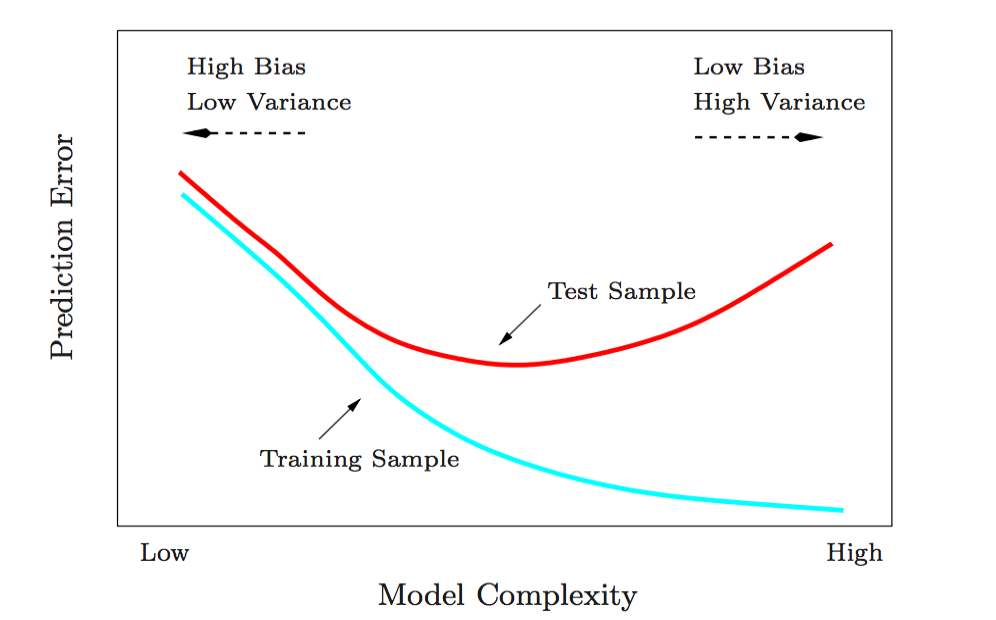 High Bias
Low Variance
Low Bias
High Variance
Prediction Error
Test Sample
Training Sample
Low
High
Model Complexity